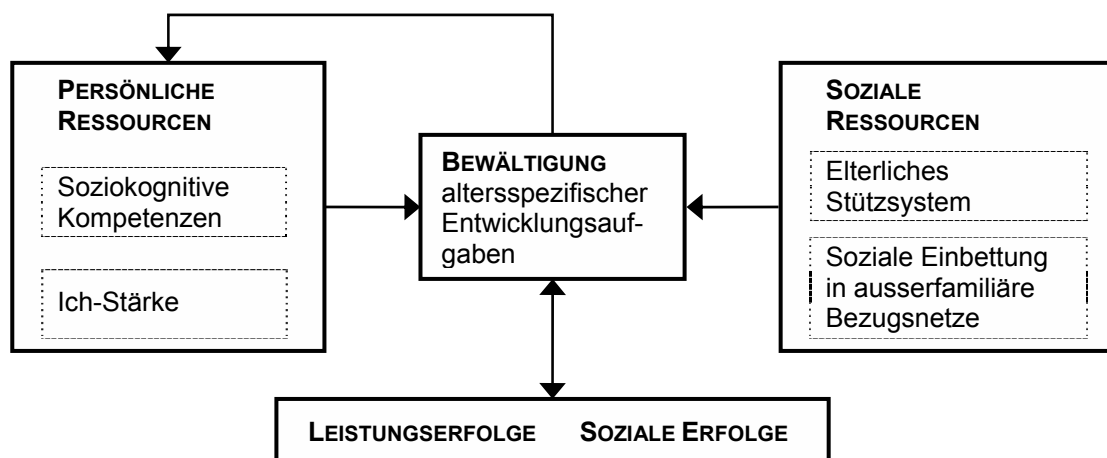 PERSÖNLICHE
RESSOURCEN
Soziokognitive
Kompetenzen
Ich-Stärke
BEWÄLTIGUNG
altersspezifischer
Entwicklungsauf-
gaben
SOZIALE
RESSOURCEN
Elterliches
Stützsystem
Soziale Einbettung
in ausserfamiliäre
Bezugsnetze
LEISTUNGSERFOLGE SOZIALE ERFOLGE